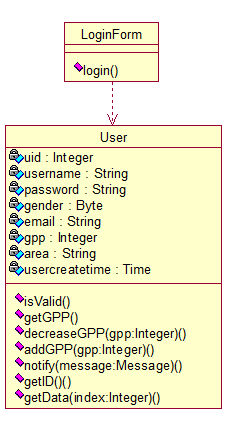 LoginForm
login()
User
uid : Integer
username : String
password : String
gender : Byte
email : String
gpp : Integer
area : String
usercreatetime : Time
isValid()
getGPP()
decreaseGPP(gpp:Integer)()
addGPP(gpp:Integer)()
notify(message:Message)()
getID()()
getData(index:Integer)()